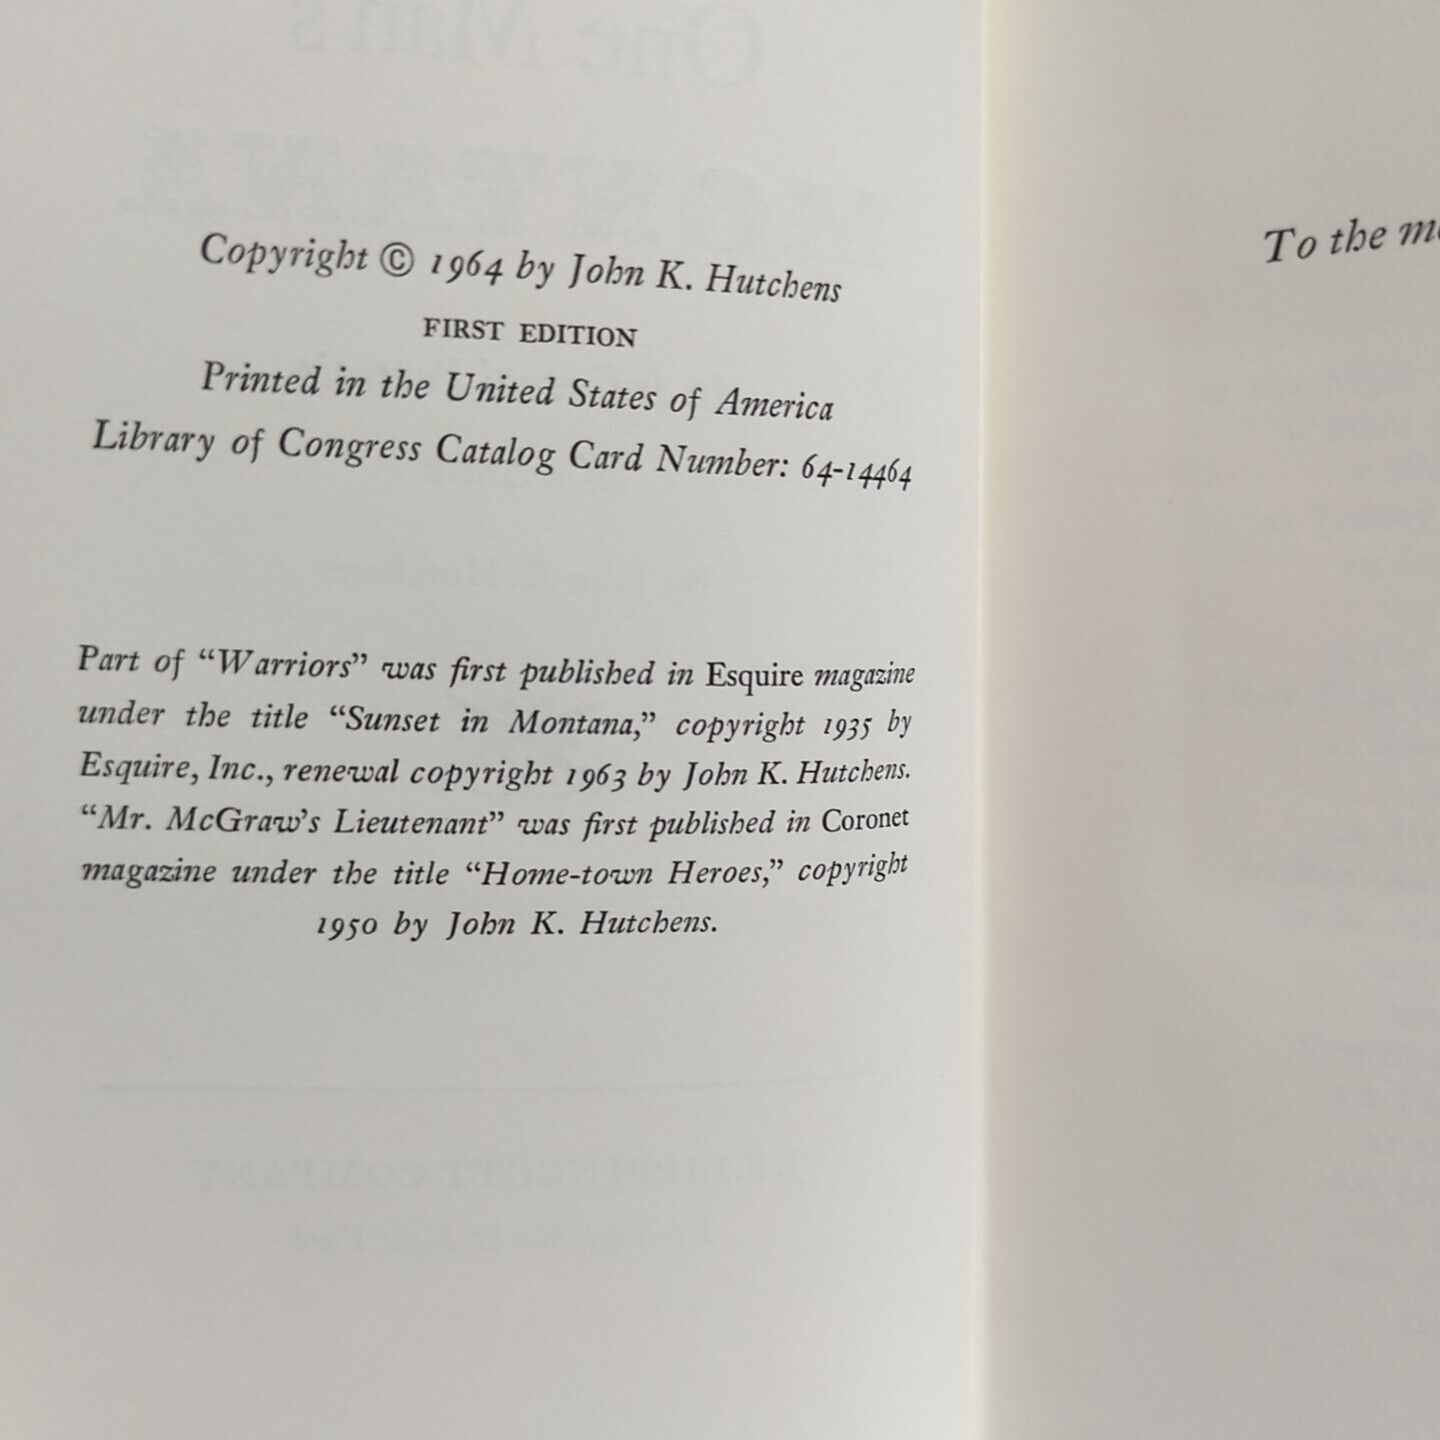 Copyright © 1964 by John K. Hutchens
FIRST EDITION
Printed in the United States of America
Library of Congress Catalog Card Number: 64-14464
Part of “Warriors” was first published in Esquire magazine
under the title “Sunset in Montana,” copyright 1935 by
Esquire, Inc., renewal copyright 1963 by John K. Hutchens.
“Mr. McGraw’s Lieutenant” was first published in Coronet
magazine under the title “Home-town Heroes,” copyright
1950 by John K. Hutchens.
To the